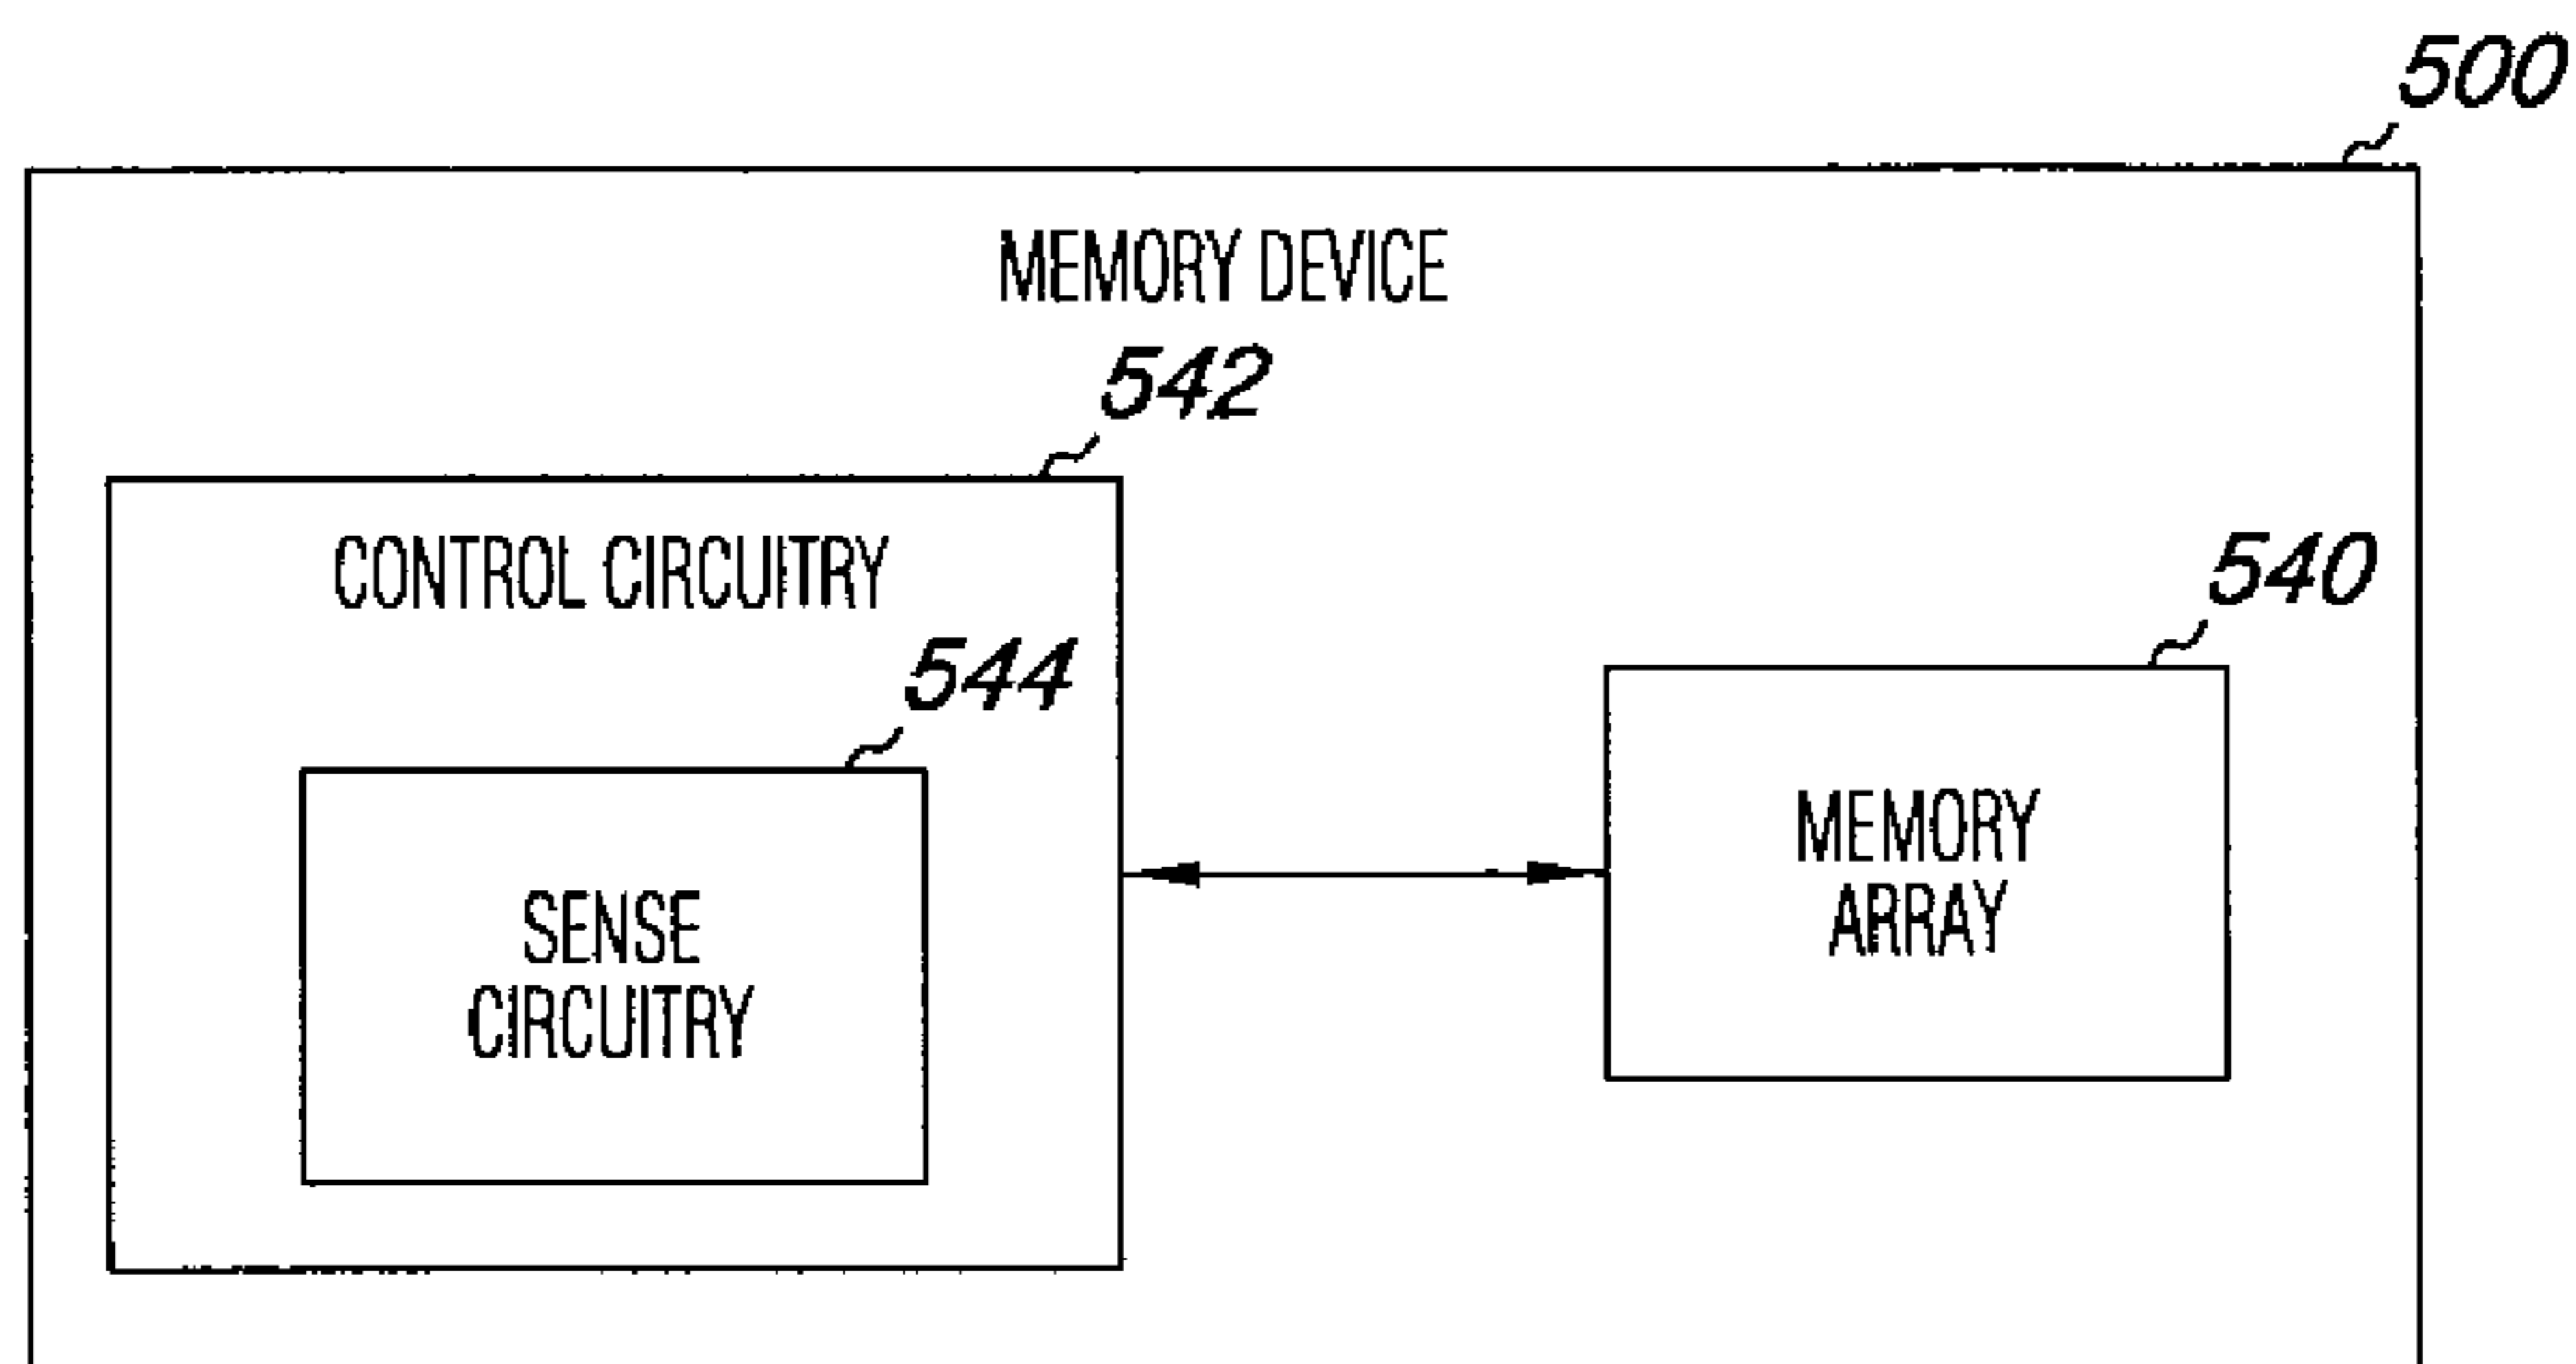 500
MEMORY DEVICE
542
CONTROL CIRCUITRY
540
544
MEMORY
ARRAY
SENSE
CIRCUITRY